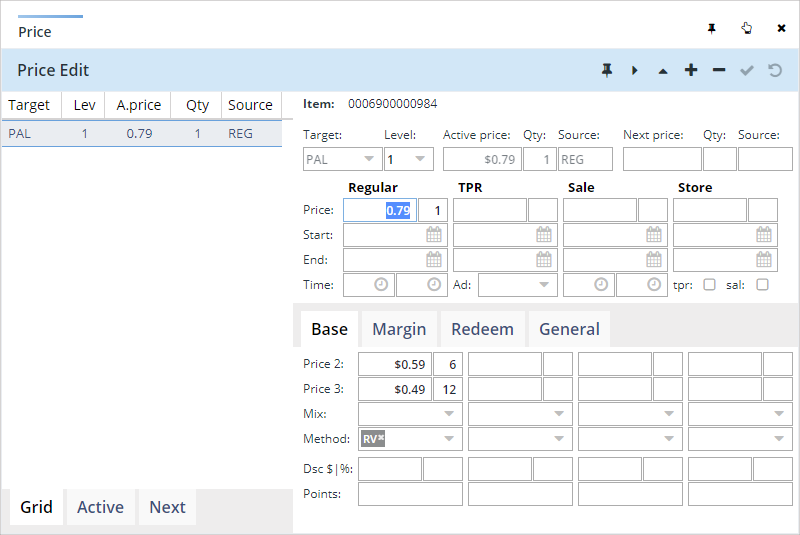 Price
Price Edit
Target Lev A.price Qty Source
PAL 1 0.79 1 REG
Grid Active Next
Item: 0006900000984
Target: Level: Active price: Qty: Source: Next price: Qty: Source:
PAL 1 $0.79 1 REG
Regular TPR Sale Store
Price: 0.79 1
Start:
End:
Time: Ad: tpr: sal:
Base Margin Redeem General
Price 2: $0.59 6
Price 3: $0.49 12
Mix:
Method: RV×
Dsc $|%:
Points: